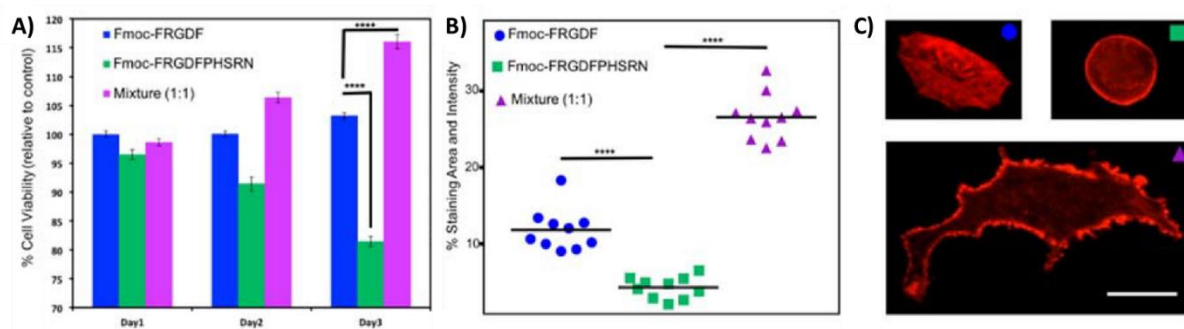 A)
% Cell Viability (relative to control)
120
115
110
105
100
95
90
85
80
75
70
Fmoc-FRGDF
Fmoc-FRGDFPHSRN
Mixture (1:1)
****
****
Day1
Day2
Day3
B)
% Staining Area and Intensity
30
20
10
Fmoc-FRGDF
Fmoc-FRGDFPHSRN
Mixture (1:1)
****
****
C)